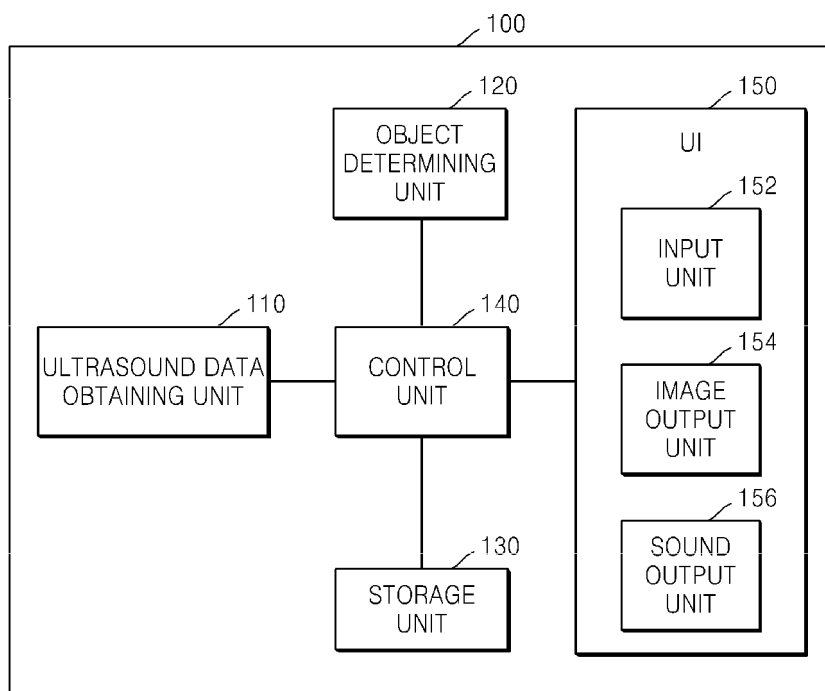 100
120
OBJECT
DETERMINING
UNIT
150
UI
152
INPUT
UNIT
110
ULTRASOUND DATA
OBTAINING UNIT
140
CONTROL
UNIT
154
IMAGE
OUTPUT
UNIT
130
STORAGE
UNIT
156
SOUND
OUTPUT
UNIT